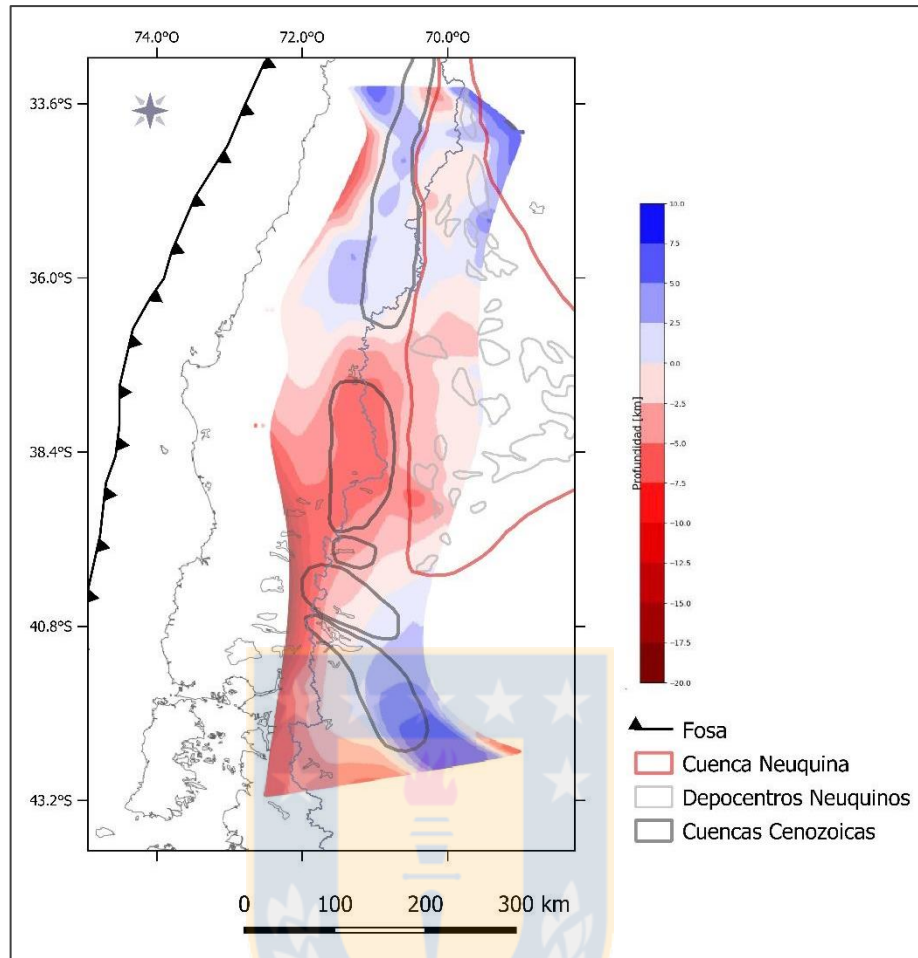 74.0°O 72.0°O 70.0°O
33.6°S
36.0°S
38.4°S
40.8°S
43.2°S
10.0
7.5
5.0
2.5
0.0
−2.5
−5.0
−7.5
−10.0
−12.5
−15.0
−17.5
−20.0
Profundidad [km]
Fosa
Cuenca Neuquina
Depocentros Neuquinos
Cuencas Cenozoicas
0 100 200 300 km